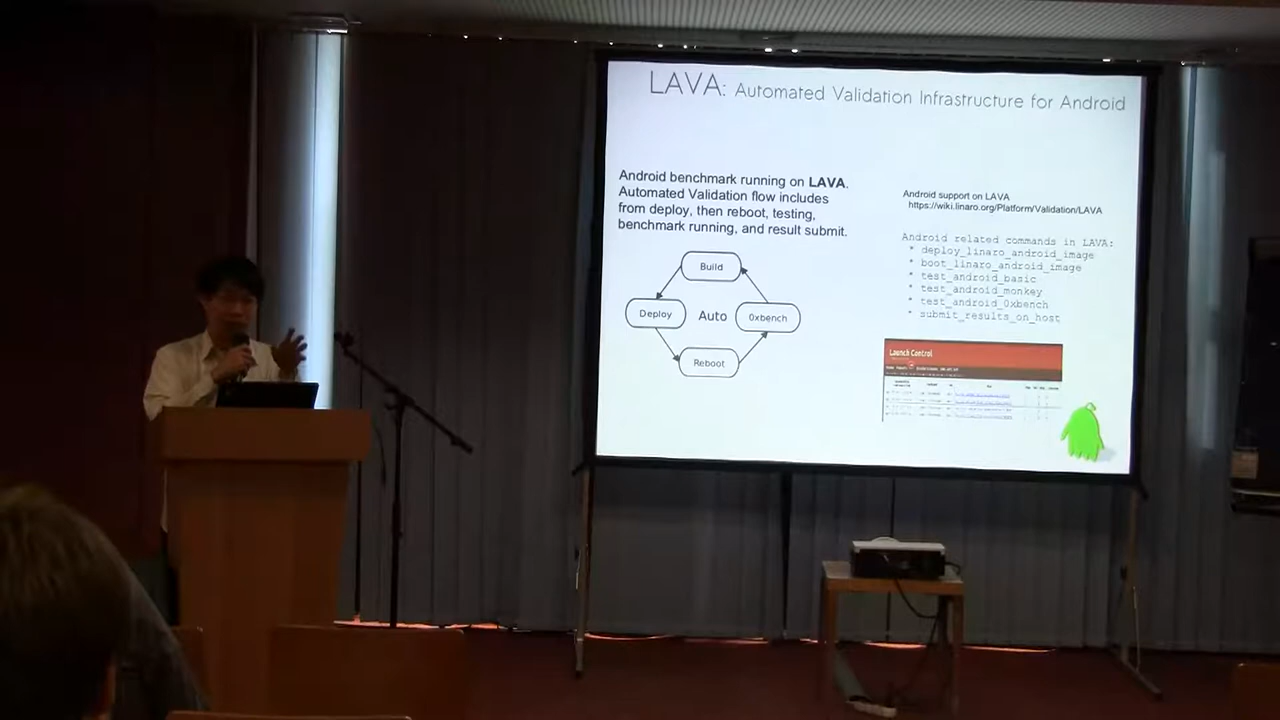 LAVA: Automated Validation Infrastructure for Android
Android benchmark running on LAVA.
Automated Validation flow includes
from deploy, then reboot, testing,
benchmark running, and result submit.
Build
Deploy
Auto
0xbench
Reboot
Android support on LAVA
https://wiki.linaro.org/Platform/Validation/LAVA
Android related commands in LAVA:
* deploy_linaro_android_image
* boot_linaro_android_image
* test_android_basic
* test_android_monkey
* test_android_0xbench
* submit_results_on_host
Launch Control